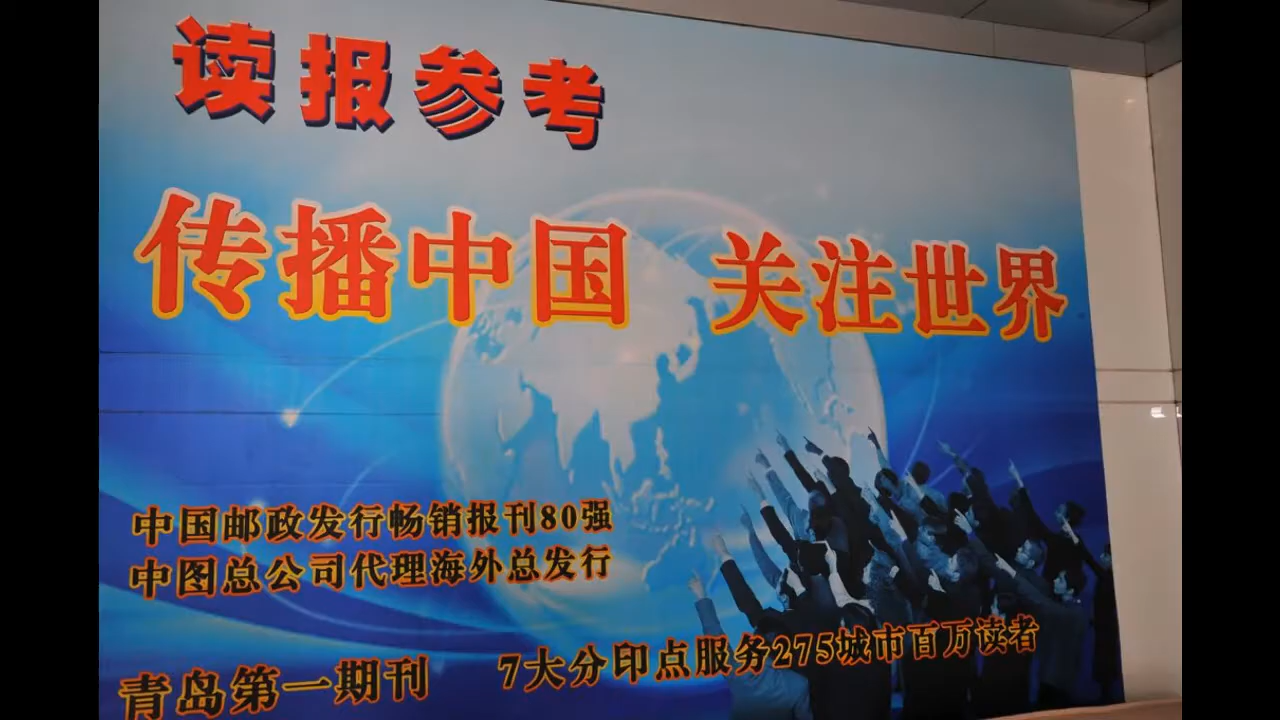 读报参考
传播中国 关注世界
中国邮政发行畅销报刊80强
中图总公司代理海外总发行
青岛第一期刊 7大分印点服务275城市百万读者